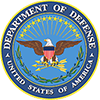 DEPARTMENT OF DEFENSE
UNITED STATES OF AMERICA